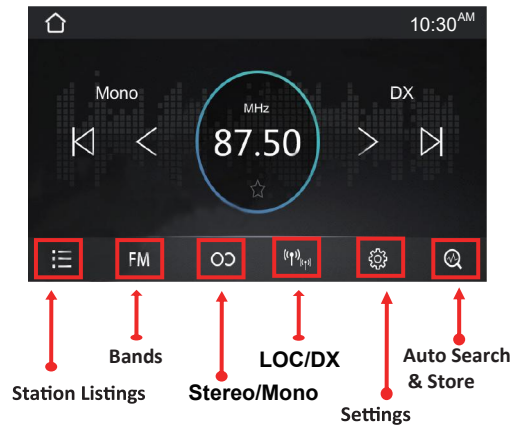 10:30AM
Mono
DX
MHz
87.50
FM
Bands
LOC/DX
Auto Search
& Store
Station Listings
Stereo/Mono
Settings